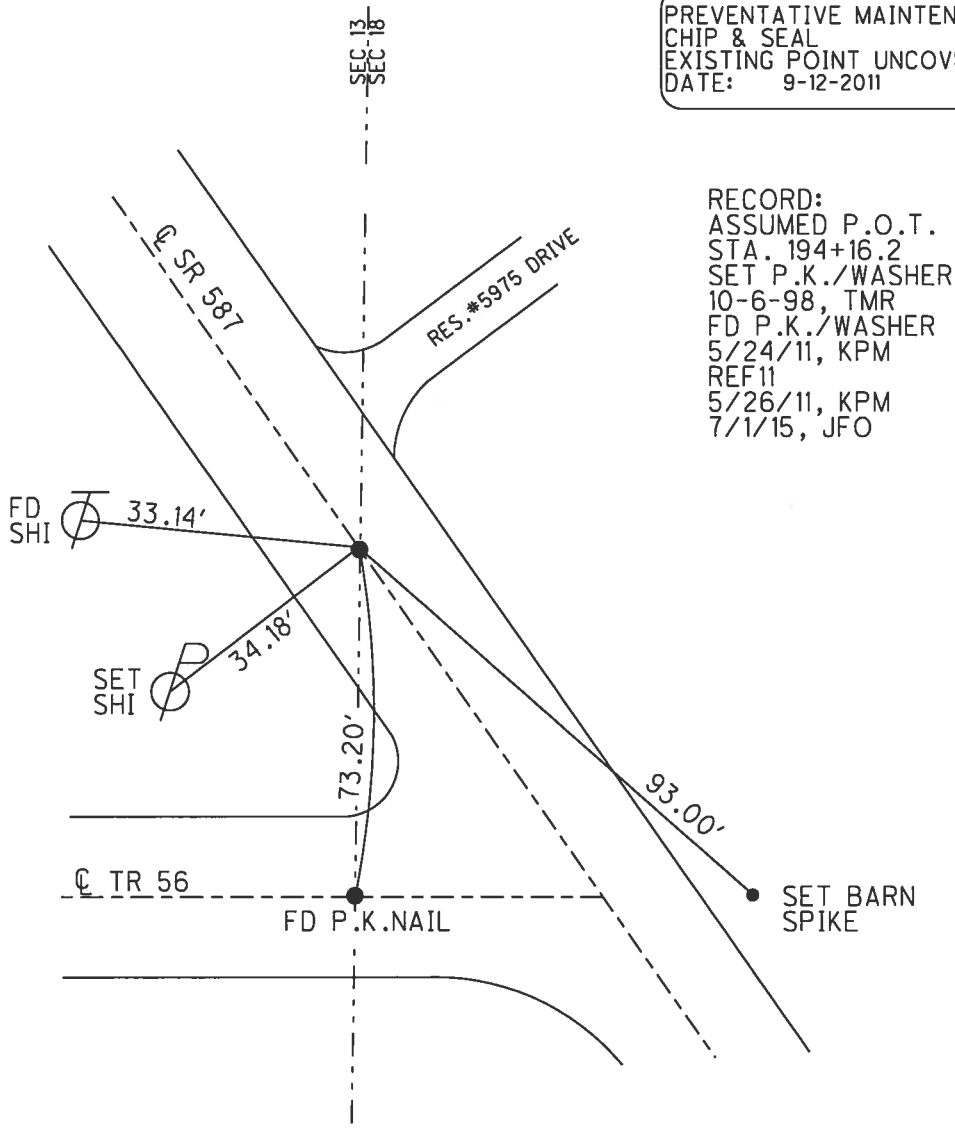 SEC 13
SEC 18
PREVENTATIVE MAINTEN
CHIP & SEAL
EXISTING POINT
DATE: 9-12-2011
RECORD:
ASSUMED P.O.T.
STA. 194+16.2
SET P.K./WASHER
10-6-98, TMR
FD P.K./WASHER
5/24/11, KPM
REF11
5/26/11, KPM
7/1/15, JFO
℄ SR 587
RES.#5975 DRIVE
FD
SHI
33.14'
SET
SHI
34.18'
73.20'
93.00'
℄ TR 56
FD P.K.NAIL
SET BARN
SPIKE